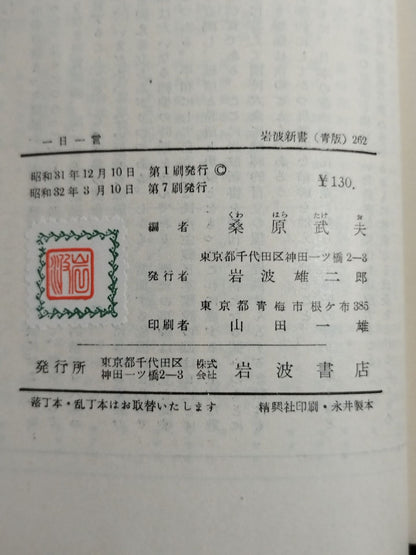 一日一言
岩波新書（青版）262
昭和31年12月10日 第1刷発行 ©
昭和32年3月10日 第7刷発行
¥130.
くわ ばら たけ お
編者 桑原武夫
東京都千代田区神田一ツ橋2―3
発行者 岩波雄二郎
東京都青梅市根ケ布385
印刷者 山田一雄
発行所 東京都千代田区神田一ツ橋2―3 株式会社 岩波書店
落丁本・乱丁本はお取替いたします
精興社印刷・永井製本
岩波